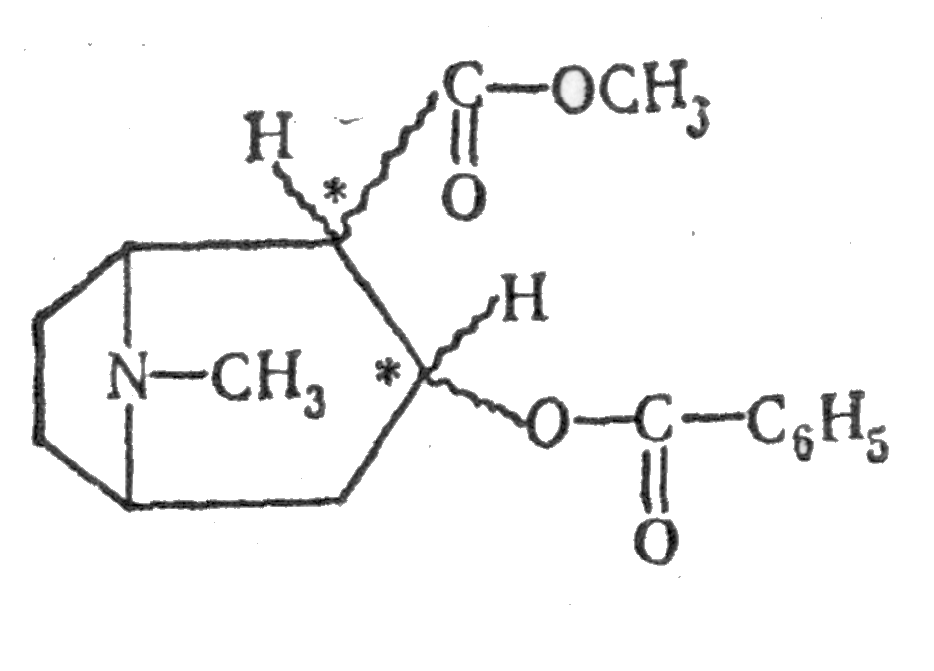 C—OCH₃
H
*
O
H
N—CH₃
*
O—C—C₆H₅
O